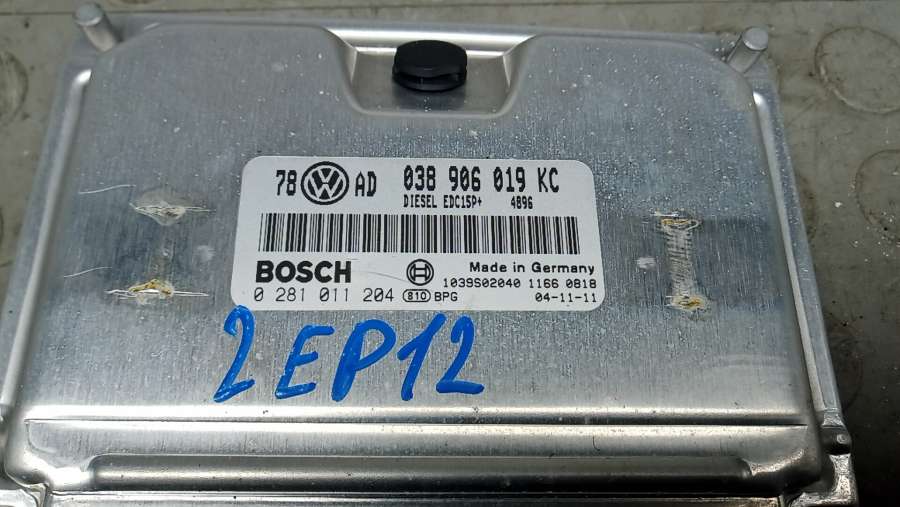 78 VW AD 038 906 019 KC
DIESEL EDC15P+ 4896
BOSCH
Made in Germany
1039S02040 1166 0818
0 281 011 204 810 BPG 04-11-11
2EP12